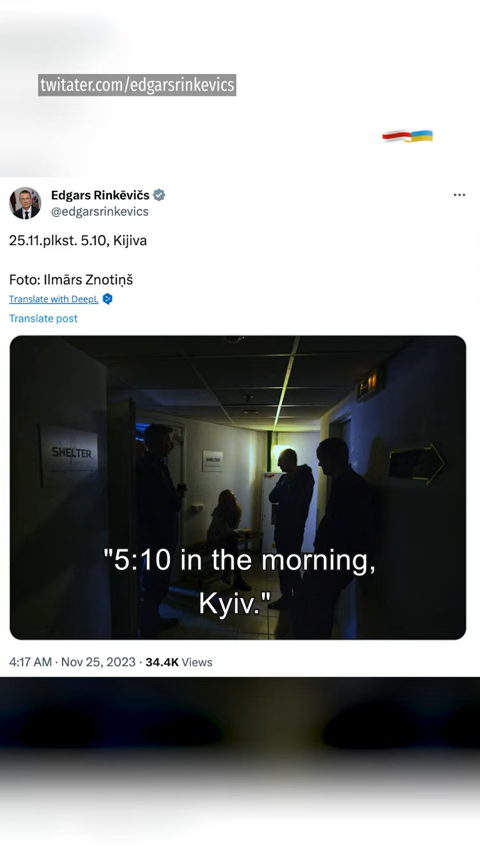 twitater.com/edgarsrinkevics
Edgars Rinkēvičs
@edgarsrinkevics
25.11.plkst. 5.10, Kijiva
Foto: Ilmārs Znotiņš
Translate with DeepL
Translate post
SHELTER
SHELTER
"5:10 in the morning,
Kyiv."
4:17 AM · Nov 25, 2023 · 34.4K Views